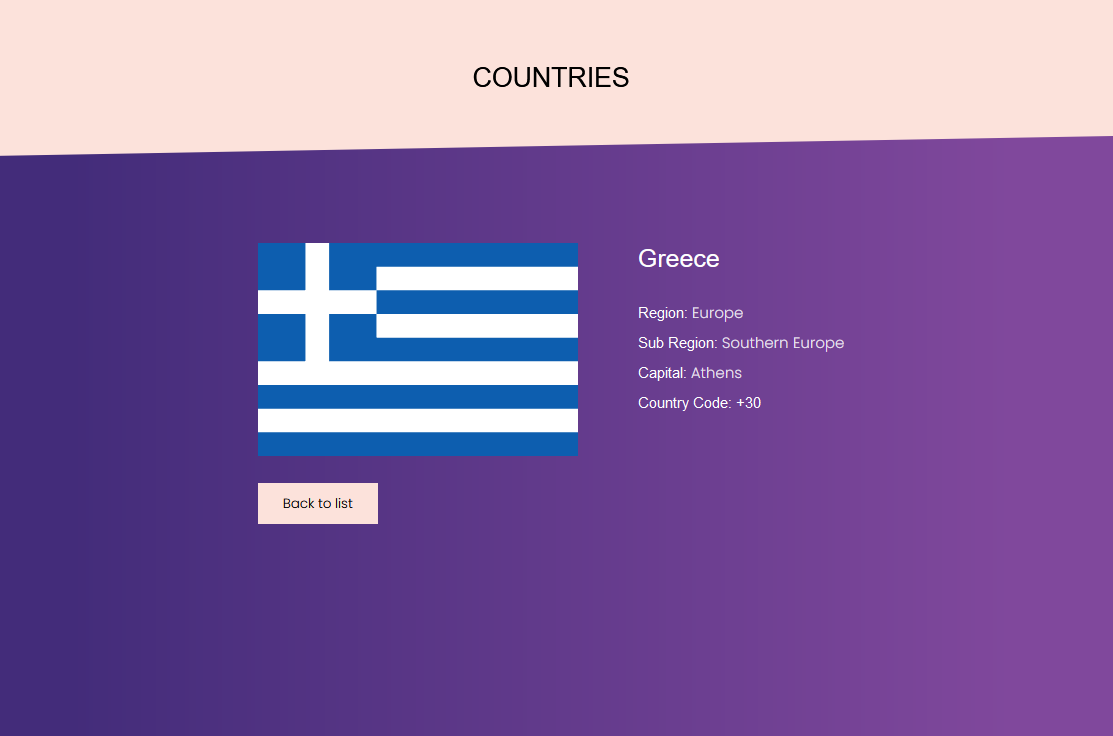 COUNTRIES
Greece
Region: Europe
Sub Region: Southern Europe
Capital: Athens
Country Code: +30
Back to list